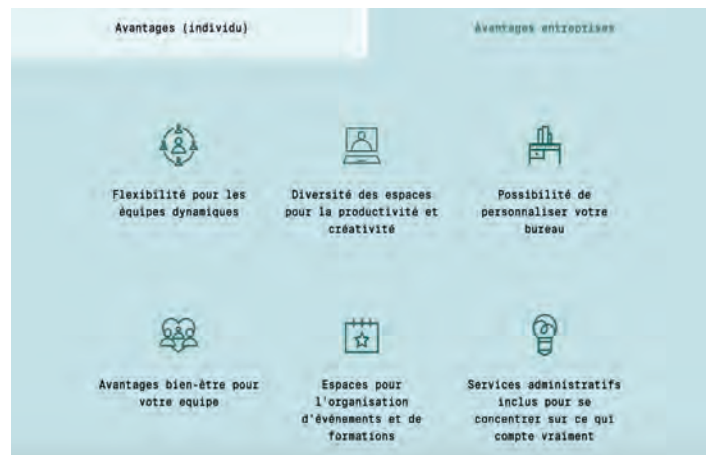 Avantages (individu)
Avantages entreprises
Flexibilité pour les
équipes dynamiques
Diversité des espaces
pour la productivité et
créativité
Possibilité de
personnaliser votre
bureau
Avantages bien-être pour
votre equipe
Espaces pour
l'organisation
d'événements et de
formations
Services administratifs
inclus pour se
concentrer sur ce qui
compte vraiment